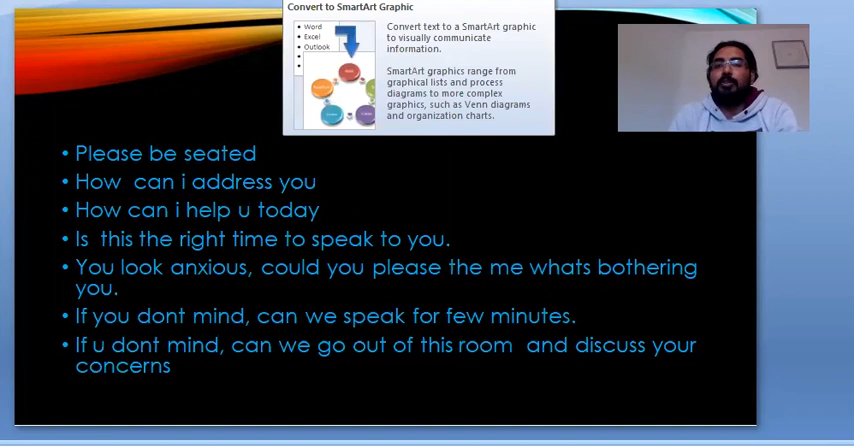 Convert to SmartArt Graphic
• Word
• Excel
• Outlook
Convert text to a SmartArt graphic
to visually communicate
information.
SmartArt graphics range from
graphical lists and process
diagrams to more complex
graphics, such as Venn diagrams
and organization charts.
• Please be seated
• How  can i address you
• How can i help u today
• Is  this the right time to speak to you.
• You look anxious, could you please the me whats bothering
you.
• If you dont mind, can we speak for few minutes.
• If u dont mind, can we go out of this room  and discuss your
concerns